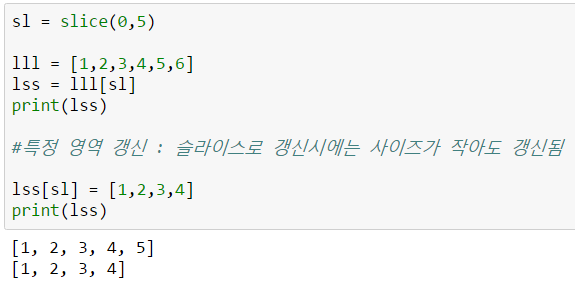 sl = slice(0,5)
lll = [1,2,3,4,5,6]
lss = lll[sl]
print(lss)
#특정 영역 갱신 : 슬라이스로 갱신시에는 사이즈가 작아도 갱신됨
lss[sl] = [1,2,3,4]
print(lss)
[1, 2, 3, 4, 5]
[1, 2, 3, 4]